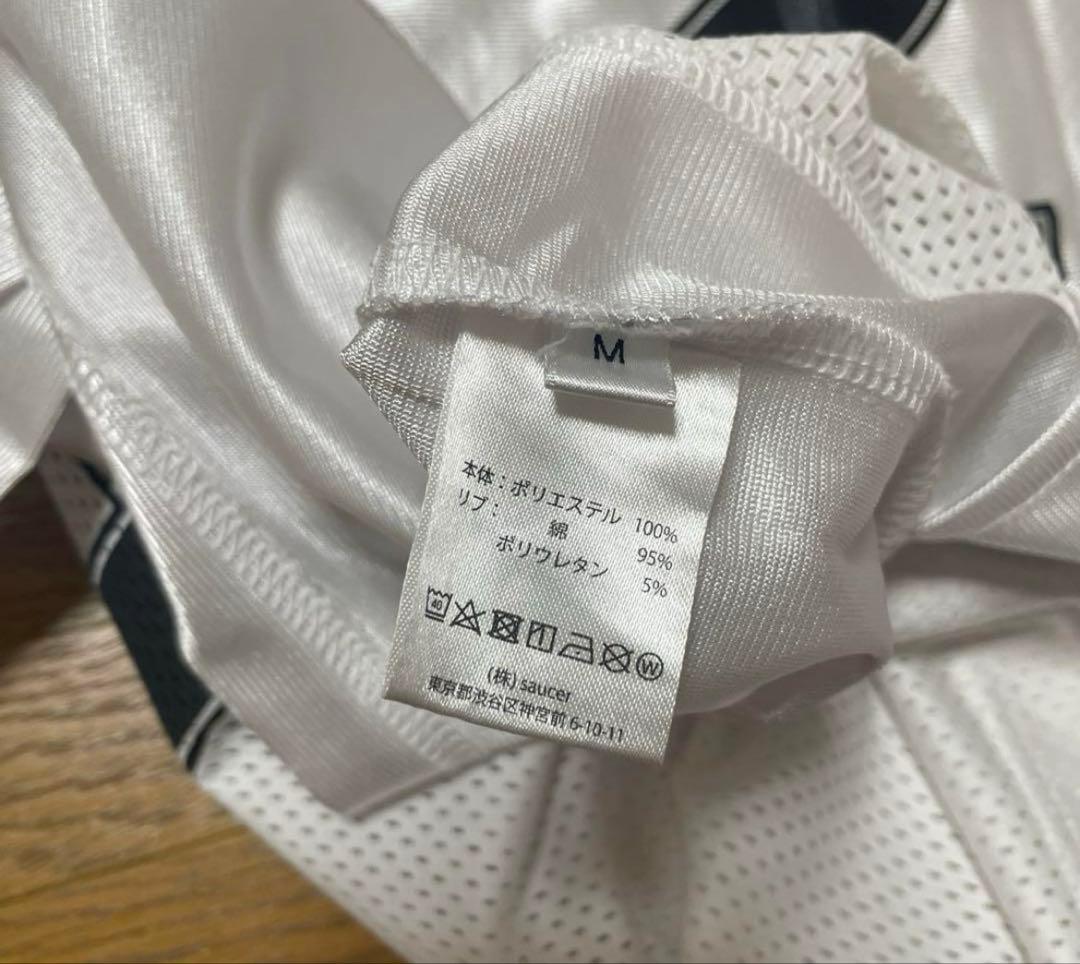 M
本体：ポリエステル 100%
リブ： 綿 95%
ポリウレタン 5%
40
W
(株) saucer
東京都渋谷区神宮前 6-10-11